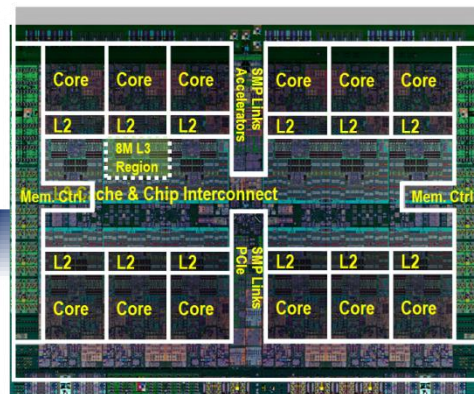 Core Core Core
SMP Links
Accelerators
Core Core Core
L2 L2 L2
L2 L2 L2
8M L3
Region
Mem. Ctrl.
che & Chip Interconnect
Mem. Ctrl
L2 L2 L2
SMP Links
PCIe
L2 L2 L2
Core Core Core
Core Core Core